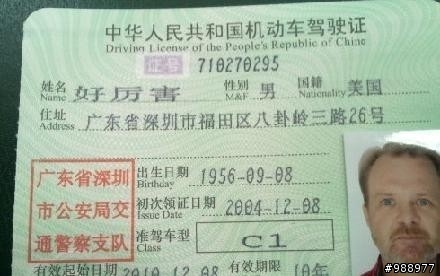 中华人民共和国机动车驾驶证
Driving License of the People's Republic of China
证号 710270295
姓名 Name 好厉害 性别 M&F 男 国籍 Nationality 美国
住址 Address 广东省深圳市福田区八卦岭三路26号
广东省深圳
市公安局交
通警察支队
出生日期 Birthday 1956-09-08
初次领证日期 Issue Date 2004-12-08
准驾车型 Class C1
有效起始日期 2010-12-08 有效期限 10年
#988977